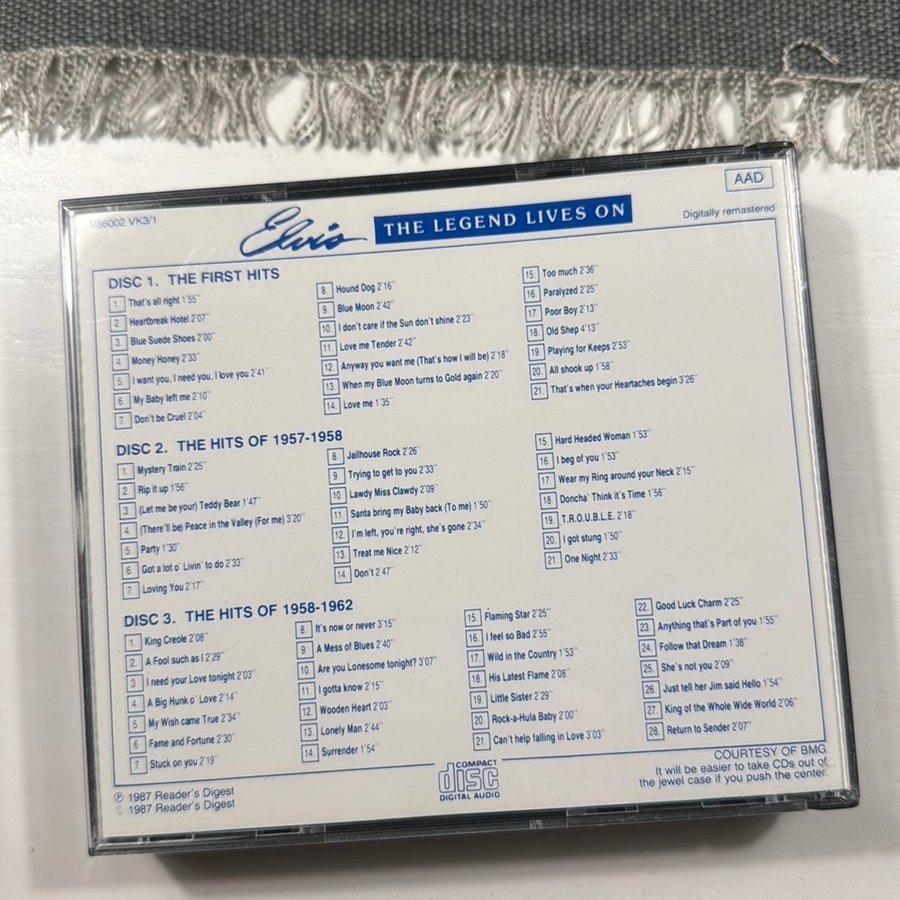 AAD
V86002 VK3/1
Elvis THE LEGEND LIVES ON
Digitally remastered
DISC 1. THE FIRST HITS
1. That's all right 1'55"
2. Heartbreak Hotel 2'07"
3. Blue Suede Shoes 2'00"
4. Money Honey 2'33"
5. I want you, I need you, I love you 2'41"
6. My Baby left me 2'10"
7. Don't be Cruel 2'04"
8. Hound Dog 2'16"
9. Blue Moon 2'42"
10. I don't care if the Sun don't shine 2'23"
11. Love me Tender 2'42"
12. Anyway you want me (That's how I will be) 2'18"
13. When my Blue Moon turns to Gold again 2'20"
14. Love me 1'35"
15. Too much 2'36"
16. Paralyzed 2'25"
17. Poor Boy 2'13"
18. Old Shep 4'13"
19. Playing for Keeps 2'53"
20. All shook up 1'58"
21. That's when your Heartaches begin 3'26"
DISC 2. THE HITS OF 1957-1958
1. Mystery Train 2'25"
2. Rip it up 1'56"
3. (Let me be your) Teddy Bear 1'47"
4. (There'll be) Peace in the Valley (For me) 3'20"
5. Party 1'30"
6. Got a lot o' Livin' to do 2'33"
7. Loving You 2'17"
8. Jailhouse Rock 2'26"
9. Trying to get to you 2'33"
10. Lawdy Miss Clawdy 2'09"
11. Santa bring my Baby back (To me) 1'50"
12. I'm left, you're right, she's gone 2'34"
13. Treat me Nice 2'12"
14. Don't 2'47"
15. Hard Headed Woman 1'53"
16. I beg of you 1'53"
17. Wear my Ring around your Neck 2'15"
18. Doncha' Think it's Time 1'56"
19. T.R.O.U.B.L.E. 2'18"
20. I got stung 1'50"
21. One Night 2'33"
DISC 3. THE HITS OF 1958-1962
1. King Creole 2'08"
2. A Fool such as I 2'29"
3. I need your Love tonight 2'03"
4. A Big Hunk o' Love 2'14"
5. My Wish came True 2'34"
6. Fame and Fortune 2'30"
7. Stuck on you 2'19"
8. It's now or never 3'15"
9. A Mess of Blues 2'40"
10. Are you Lonesome tonight? 3'07"
11. I gotta know 2'15"
12. Wooden Heart 2'03"
13. Lonely Man 2'44"
14. Surrender 1'54"
15. Flaming Star 2'25"
16. I feel so Bad 2'55"
17. Wild in the Country 1'53"
18. His Latest Flame 2'08"
19. Little Sister 2'29"
20. Rock-a-Hula Baby 2'00"
21. Can't help falling in Love 3'03"
22. Good Luck Charm 2'25"
23. Anything that's Part of you 1'55"
24. Follow that Dream 1'38"
25. She's not you 2'09"
26. Just tell her Jim said Hello 1'54"
27. King of the Whole Wide World 2'06"
28. Return to Sender 2'07"
℗ 1987 Reader's Digest
© 1987 Reader's Digest
COMPACT
disc
DIGITAL AUDIO
COURTESY OF BMG
It will be easier to take CDs out of
the jewel case if you push the center.